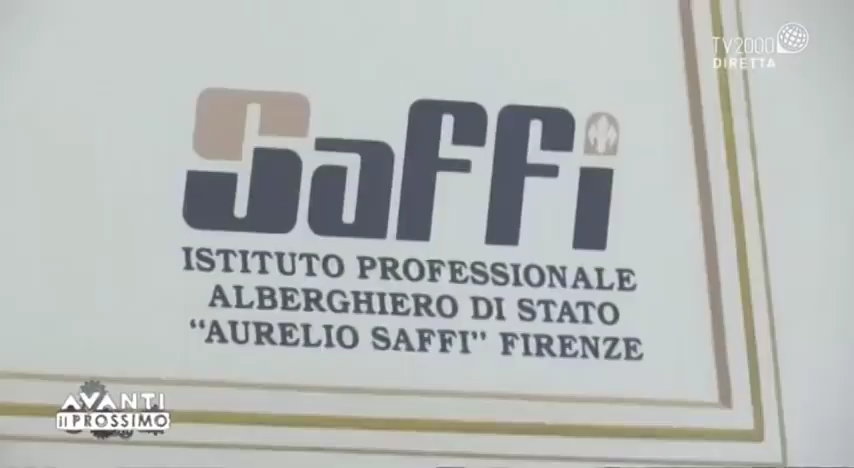 TV2000
DIRETTA
Saffi
ISTITUTO PROFESSIONALE
ALBERGHIERO DI STATO
“AURELIO SAFFI” FIRENZE
AVANTI
il PROSSIMO